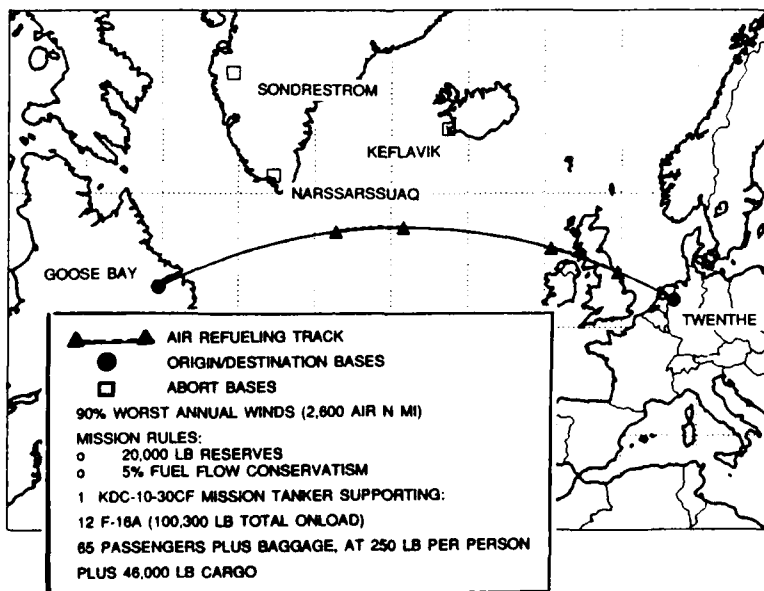 SONDRESTROM
KEFLAVIK
NARSSARSSUAQ
GOOSE BAY
TWENTHE
AIR REFUELING TRACK
ORIGIN/DESTINATION BASES
ABORT BASES
90% WORST ANNUAL WINDS (2,600 AIR N MI)
MISSION RULES:
o 20,000 LB RESERVES
o 5% FUEL FLOW CONSERVATISM
1 KDC-10-30CF MISSION TANKER SUPPORTING:
12 F-16A (100,300 LB TOTAL ONLOAD)
65 PASSENGERS PLUS BAGGAGE, AT 250 LB PER PERSON
PLUS 46,000 LB CARGO